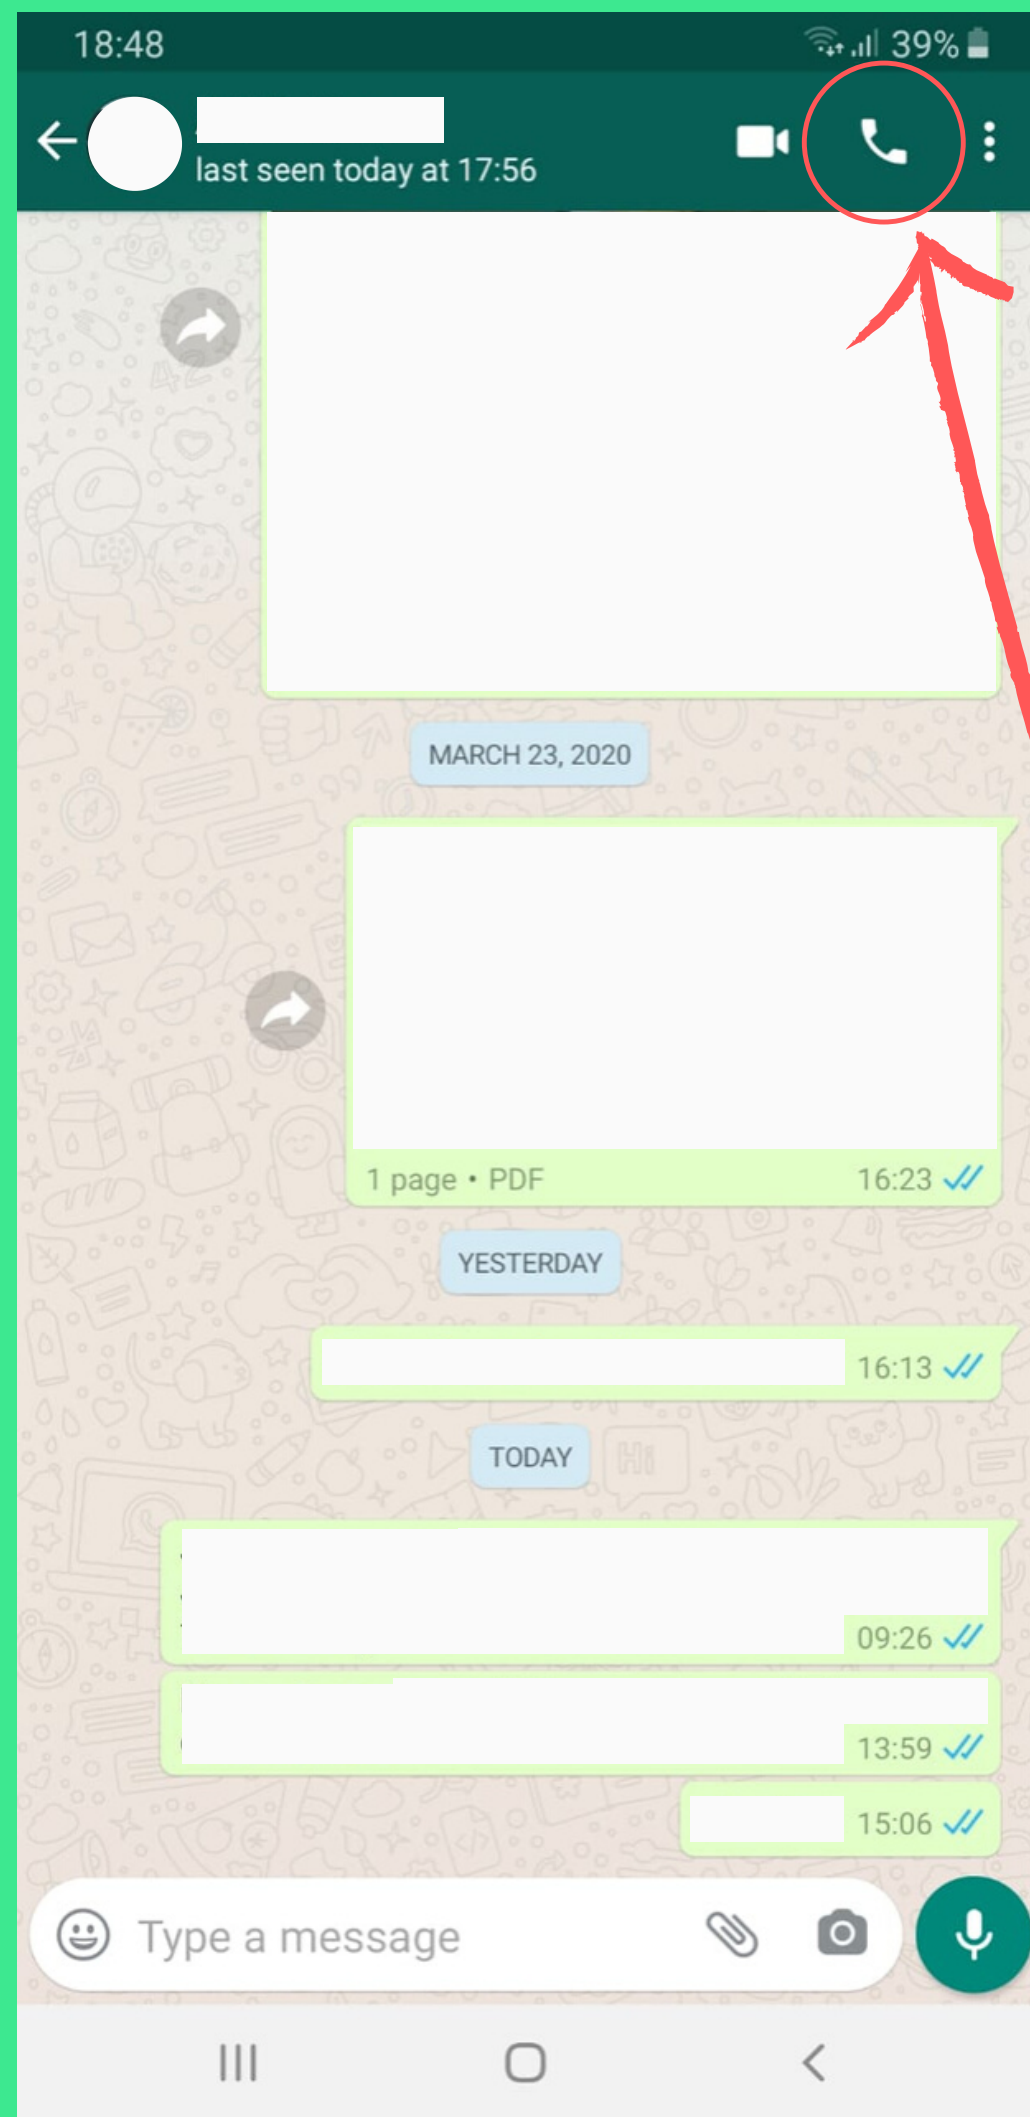 18:48 39%
last seen today at 17:56
MARCH 23, 2020
1 page • PDF 16:23
YESTERDAY
16:13
TODAY
09:26
13:59
15:06
Type a message